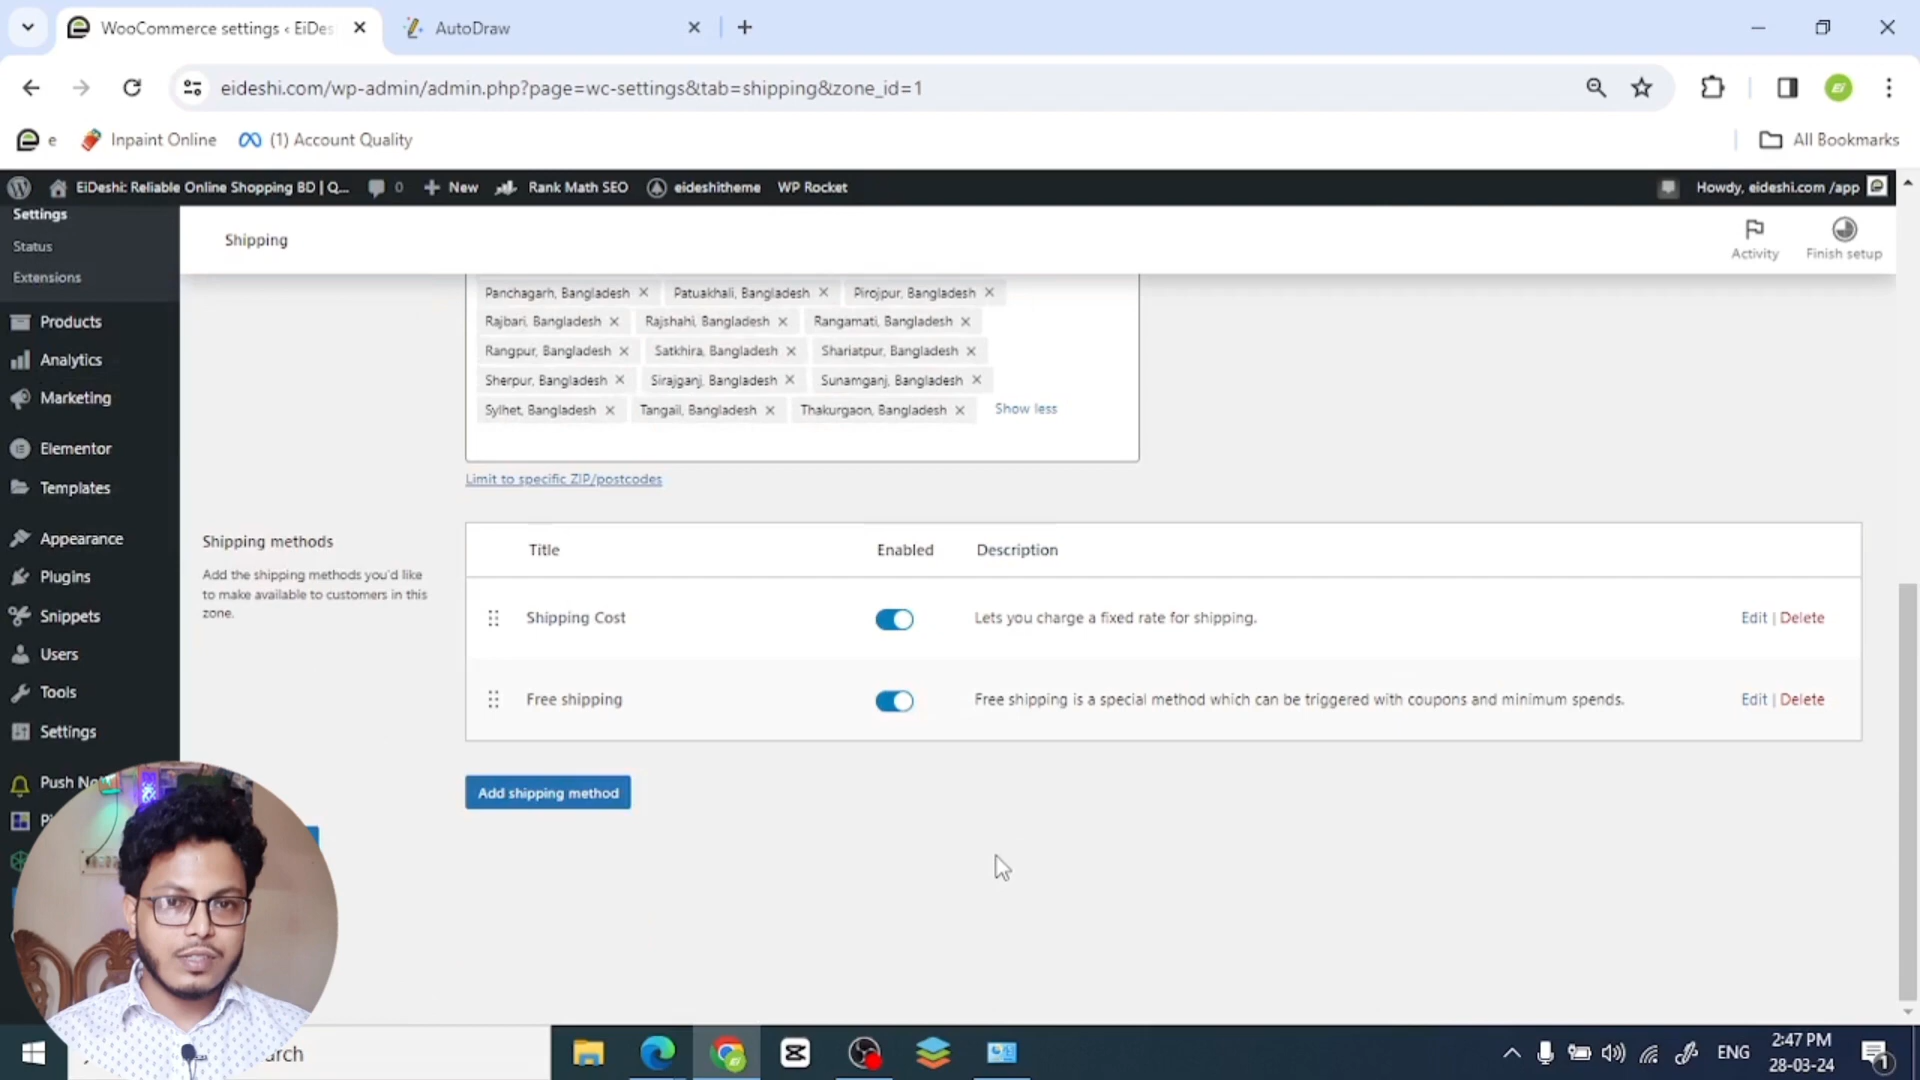 WooCommerce settings ‹ EiDes
AutoDraw
eideshi.com/wp-admin/admin.php?page=wc-settings&tab=shipping&zone_id=1
Ei
e
Inpaint Online
(1) Account Quality
All Bookmarks
EiDeshi: Reliable Online Shopping BD | Q...
0
New
Rank Math SEO
eideshitheme
WP Rocket
Howdy, eideshi.com /app
Settings
Status
Extensions
Products
Analytics
Marketing
Elementor
Templates
Appearance
Plugins
Snippets
Users
Tools
Settings
Shipping
Activity
Finish setup
Panchagarh, Bangladesh × Patuakhali, Bangladesh × Pirojpur, Bangladesh ×
Rajbari, Bangladesh × Rajshahi, Bangladesh × Rangamati, Bangladesh ×
Rangpur, Bangladesh × Satkhira, Bangladesh × Shariatpur, Bangladesh ×
Sherpur, Bangladesh × Sirajganj, Bangladesh × Sunamganj, Bangladesh ×
Sylhet, Bangladesh × Tangail, Bangladesh × Thakurgaon, Bangladesh × Show less
Limit to specific ZIP/postcodes
Shipping methods
Add the shipping methods you'd like
to make available to customers in this
zone.
Title Enabled Description
Shipping Cost Lets you charge a fixed rate for shipping. Edit | Delete
Free shipping Free shipping is a special method which can be triggered with coupons and minimum spends. Edit | Delete
Add shipping method
ENG
2:47 PM
28-03-24
1